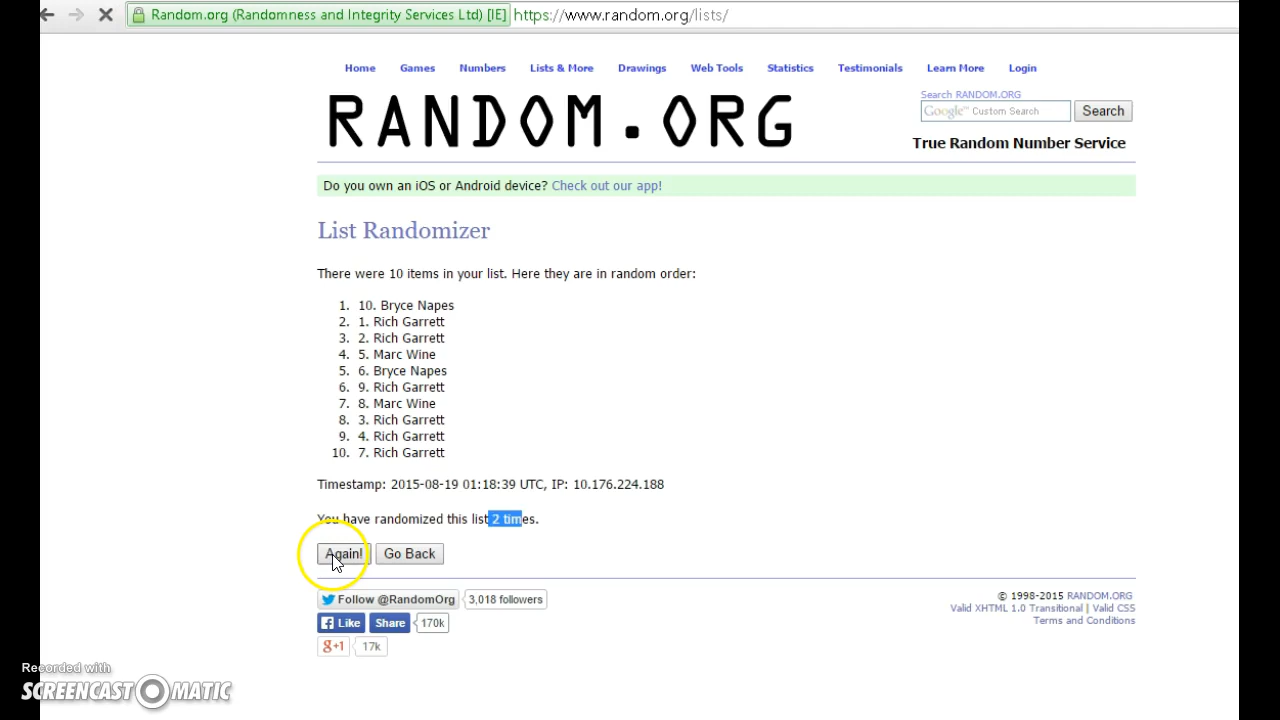 Random.org (Randomness and Integrity Services Ltd) [IE] https://www.random.org/lists/
Home Games Numbers Lists & More Drawings Web Tools Statistics Testimonials Learn More Login
RANDOM.ORG
Search RANDOM.ORG
Google™ Custom Search Search
True Random Number Service
Do you own an iOS or Android device? Check out our app!
List Randomizer
There were 10 items in your list. Here they are in random order:
1. 10. Bryce Napes
2. 1. Rich Garrett
3. 2. Rich Garrett
4. 5. Marc Wine
5. 6. Bryce Napes
6. 9. Rich Garrett
7. 8. Marc Wine
8. 3. Rich Garrett
9. 4. Rich Garrett
10. 7. Rich Garrett
Timestamp: 2015-08-19 01:18:39 UTC, IP: 10.176.224.188
You have randomized this list 2 times.
Again! Go Back
Follow @RandomOrg 3,018 followers
Like Share 170k
g+1 17k
© 1998-2015 RANDOM.ORG
Valid XHTML 1.0 Transitional | Valid CSS
Terms and Conditions
Recorded with
SCREENCAST MATIC